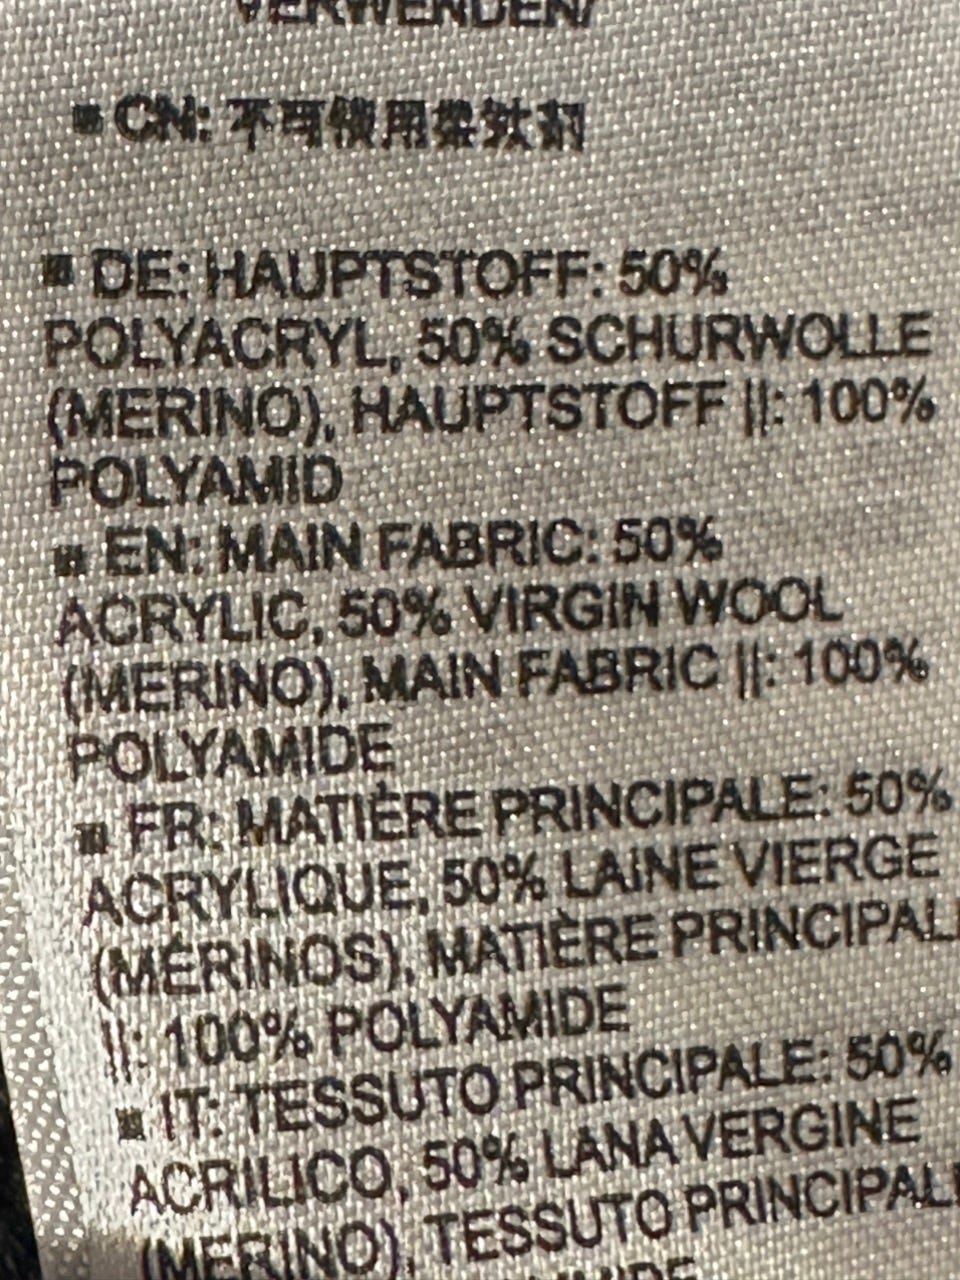 VERWENDEN/
■ CN: 不可使用柔软剂
■ DE: HAUPTSTOFF: 50%
POLYACRYL, 50% SCHURWOLLE
(MERINO), HAUPTSTOFF ||: 100%
POLYAMID
■ EN: MAIN FABRIC: 50%
ACRYLIC, 50% VIRGIN WOOL
(MERINO), MAIN FABRIC ||: 100%
POLYAMIDE
■ FR: MATIÈRE PRINCIPALE: 50%
ACRYLIQUE, 50% LAINE VIERGE
(MÉRINOS), MATIÈRE PRINCIPAL
||: 100% POLYAMIDE
■ IT: TESSUTO PRINCIPALE: 50%
ACRILICO, 50% LANA VERGINE
(MERINO), TESSUTO PRINCIPAL